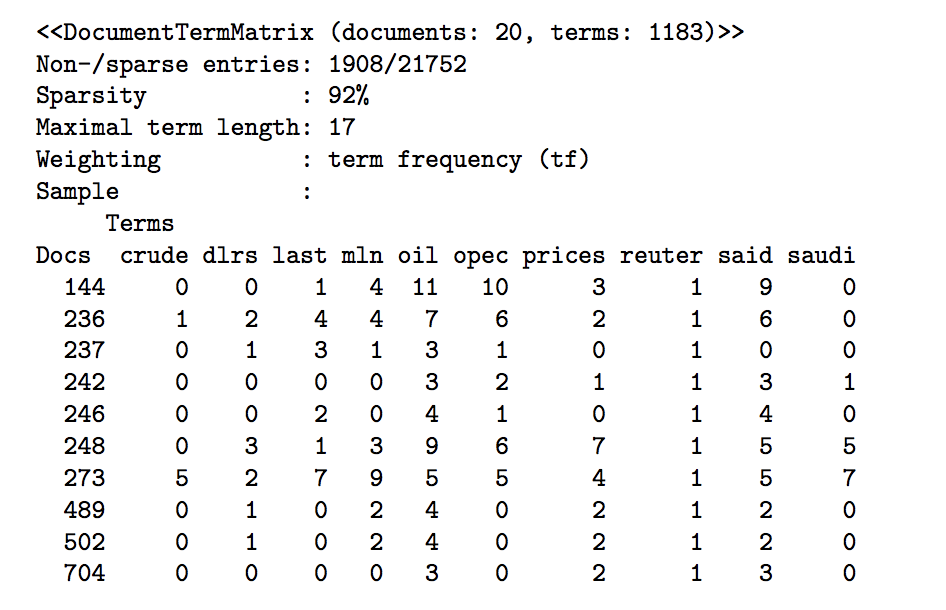 <<DocumentTermMatrix (documents: 20, terms: 1183)>>
Non-/sparse entries: 1908/21752
Sparsity           : 92%
Maximal term length: 17
Weighting          : term frequency (tf)
Sample             :
     Terms
Docs  crude dlrs last mln oil opec prices reuter said saudi
  144     0    0    1   4  11   10      3      1    9     0
  236     1    2    4   4   7    6      2      1    6     0
  237     0    1    3   1   3    1      0      1    0     0
  242     0    0    0   0   3    2      1      1    3     1
  246     0    0    2   0   4    1      0      1    4     0
  248     0    3    1   3   9    6      7      1    5     5
  273     5    2    7   9   5    5      4      1    5     7
  489     0    1    0   2   4    0      2      1    2     0
  502     0    1    0   2   4    0      2      1    2     0
  704     0    0    0   0   3    0      2      1    3     0